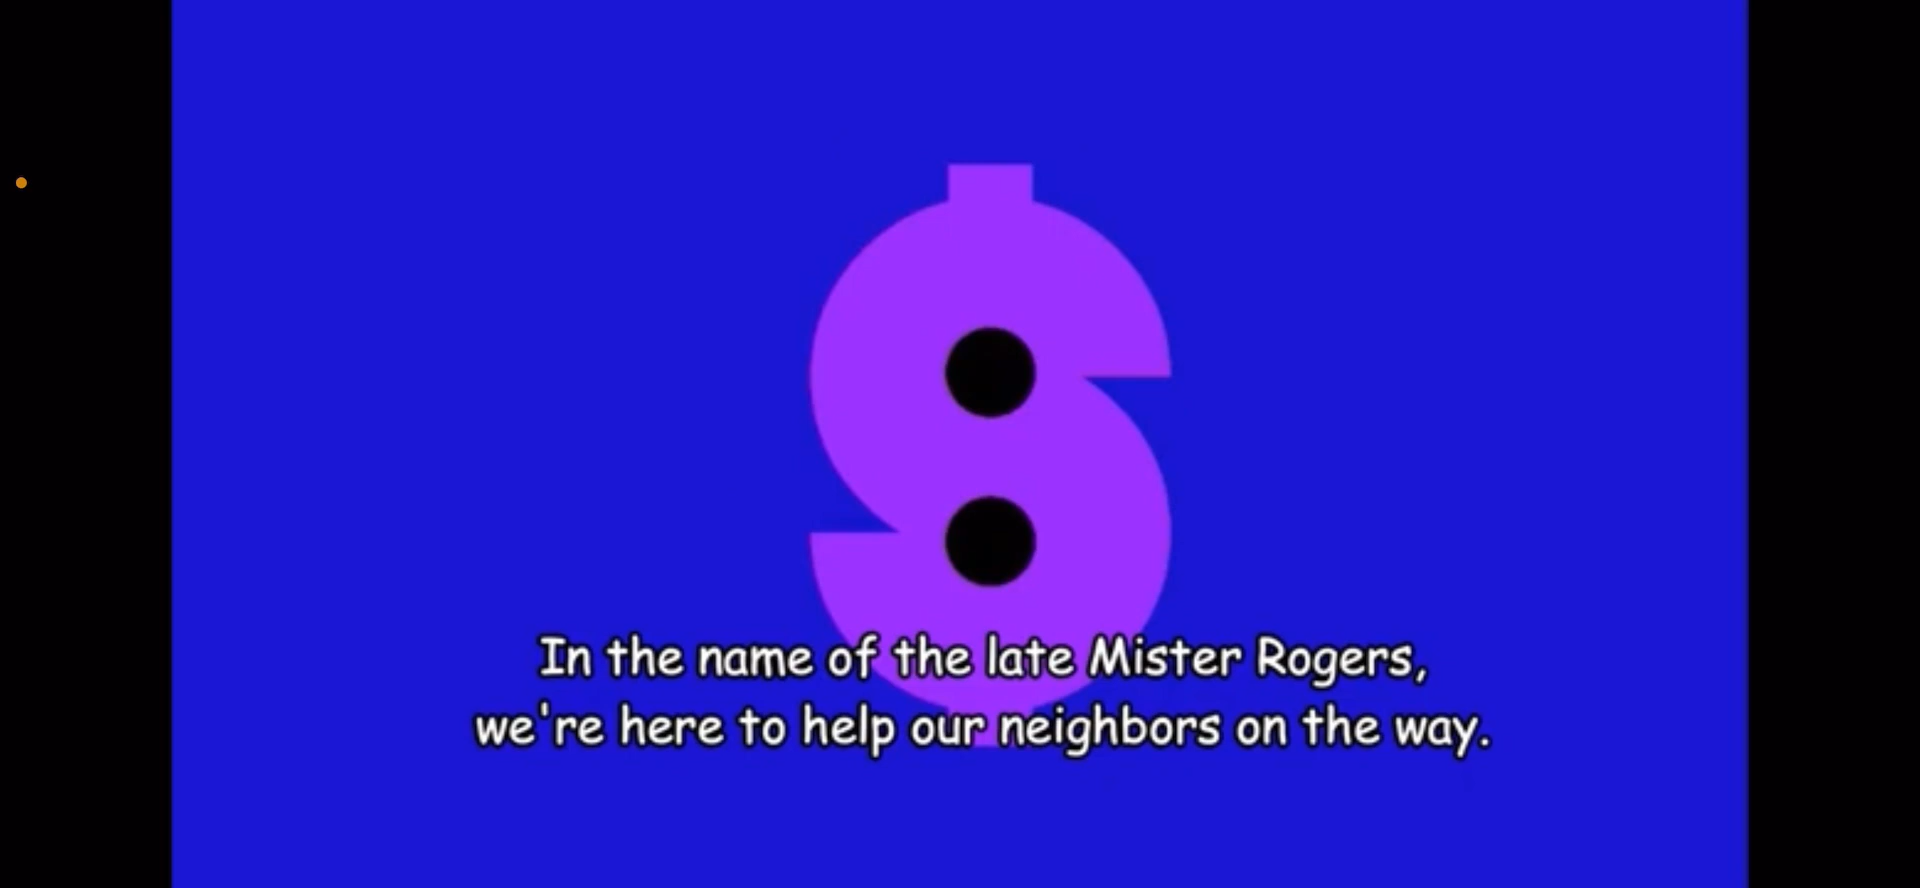 In the name of the late Mister Rogers,
we're here to help our neighbors on the way.